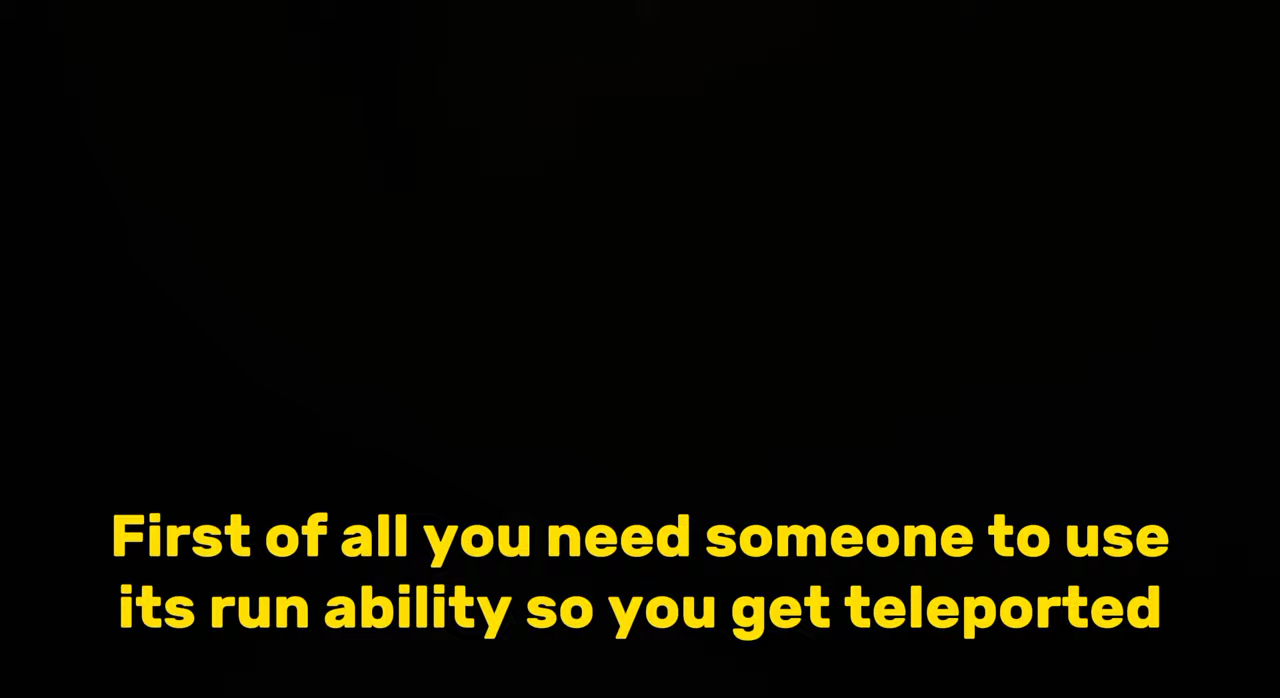 First of all you need someone to use
its run ability so you get teleported